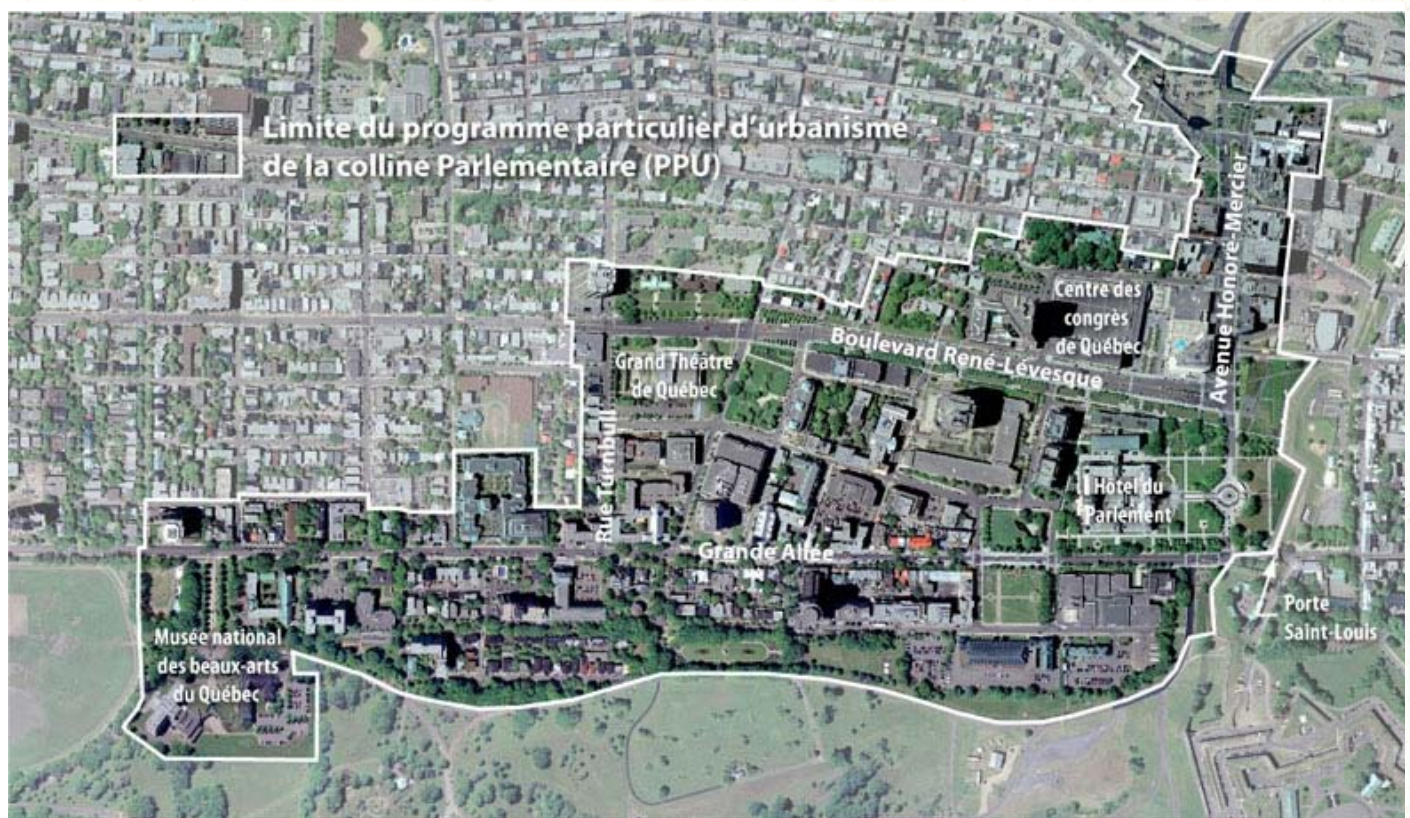 Limite du programme particulier d'urbanisme
de la colline Parlementaire (PPU)
Avenue Honoré-Mercier
Centre des
congrès
de Québec
Boulevard René-Lévesque
Grand Théâtre
de Québec
Rue Turnbull
Hôtel du
Parlement
Grande Allée
Porte
Saint-Louis
Musée national
des beaux-arts
du Québec